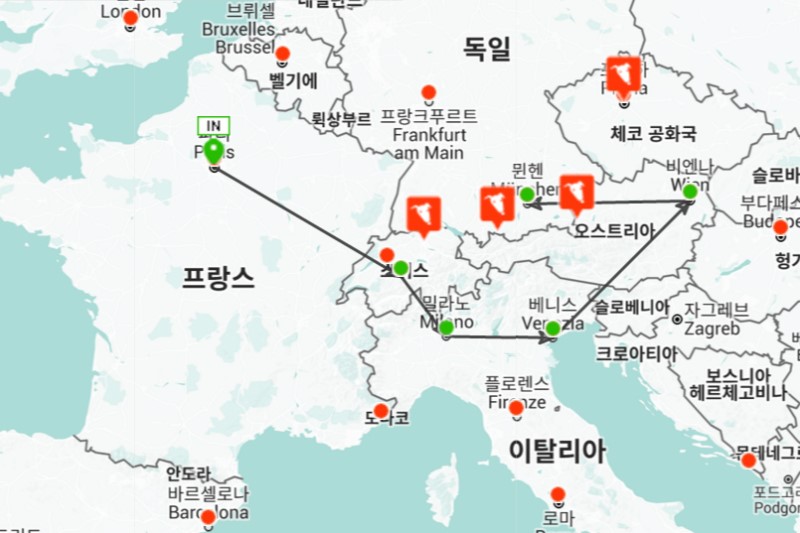 London
브뤼셀
Bruxelles
Brussel
벨기에
독일
체코 공화국
프랑크푸르트
Frankfurt
am Main
룩상부르
IN
Paris
뮌헨
München
비엔나
Wien
슬로바
부다페스
Budape
오스트리아
헝가
프랑스
스위스
밀라노
Milano
베니스
Venezia
슬로베니아
자그레브
Zagreb
크로아티아
보스니아
헤르체고비나
플로렌스
Firenze
이탈리아
몬테네그로
안도라
바르셀로나
Barcelona
로마
Roma
포드고리
Podgor